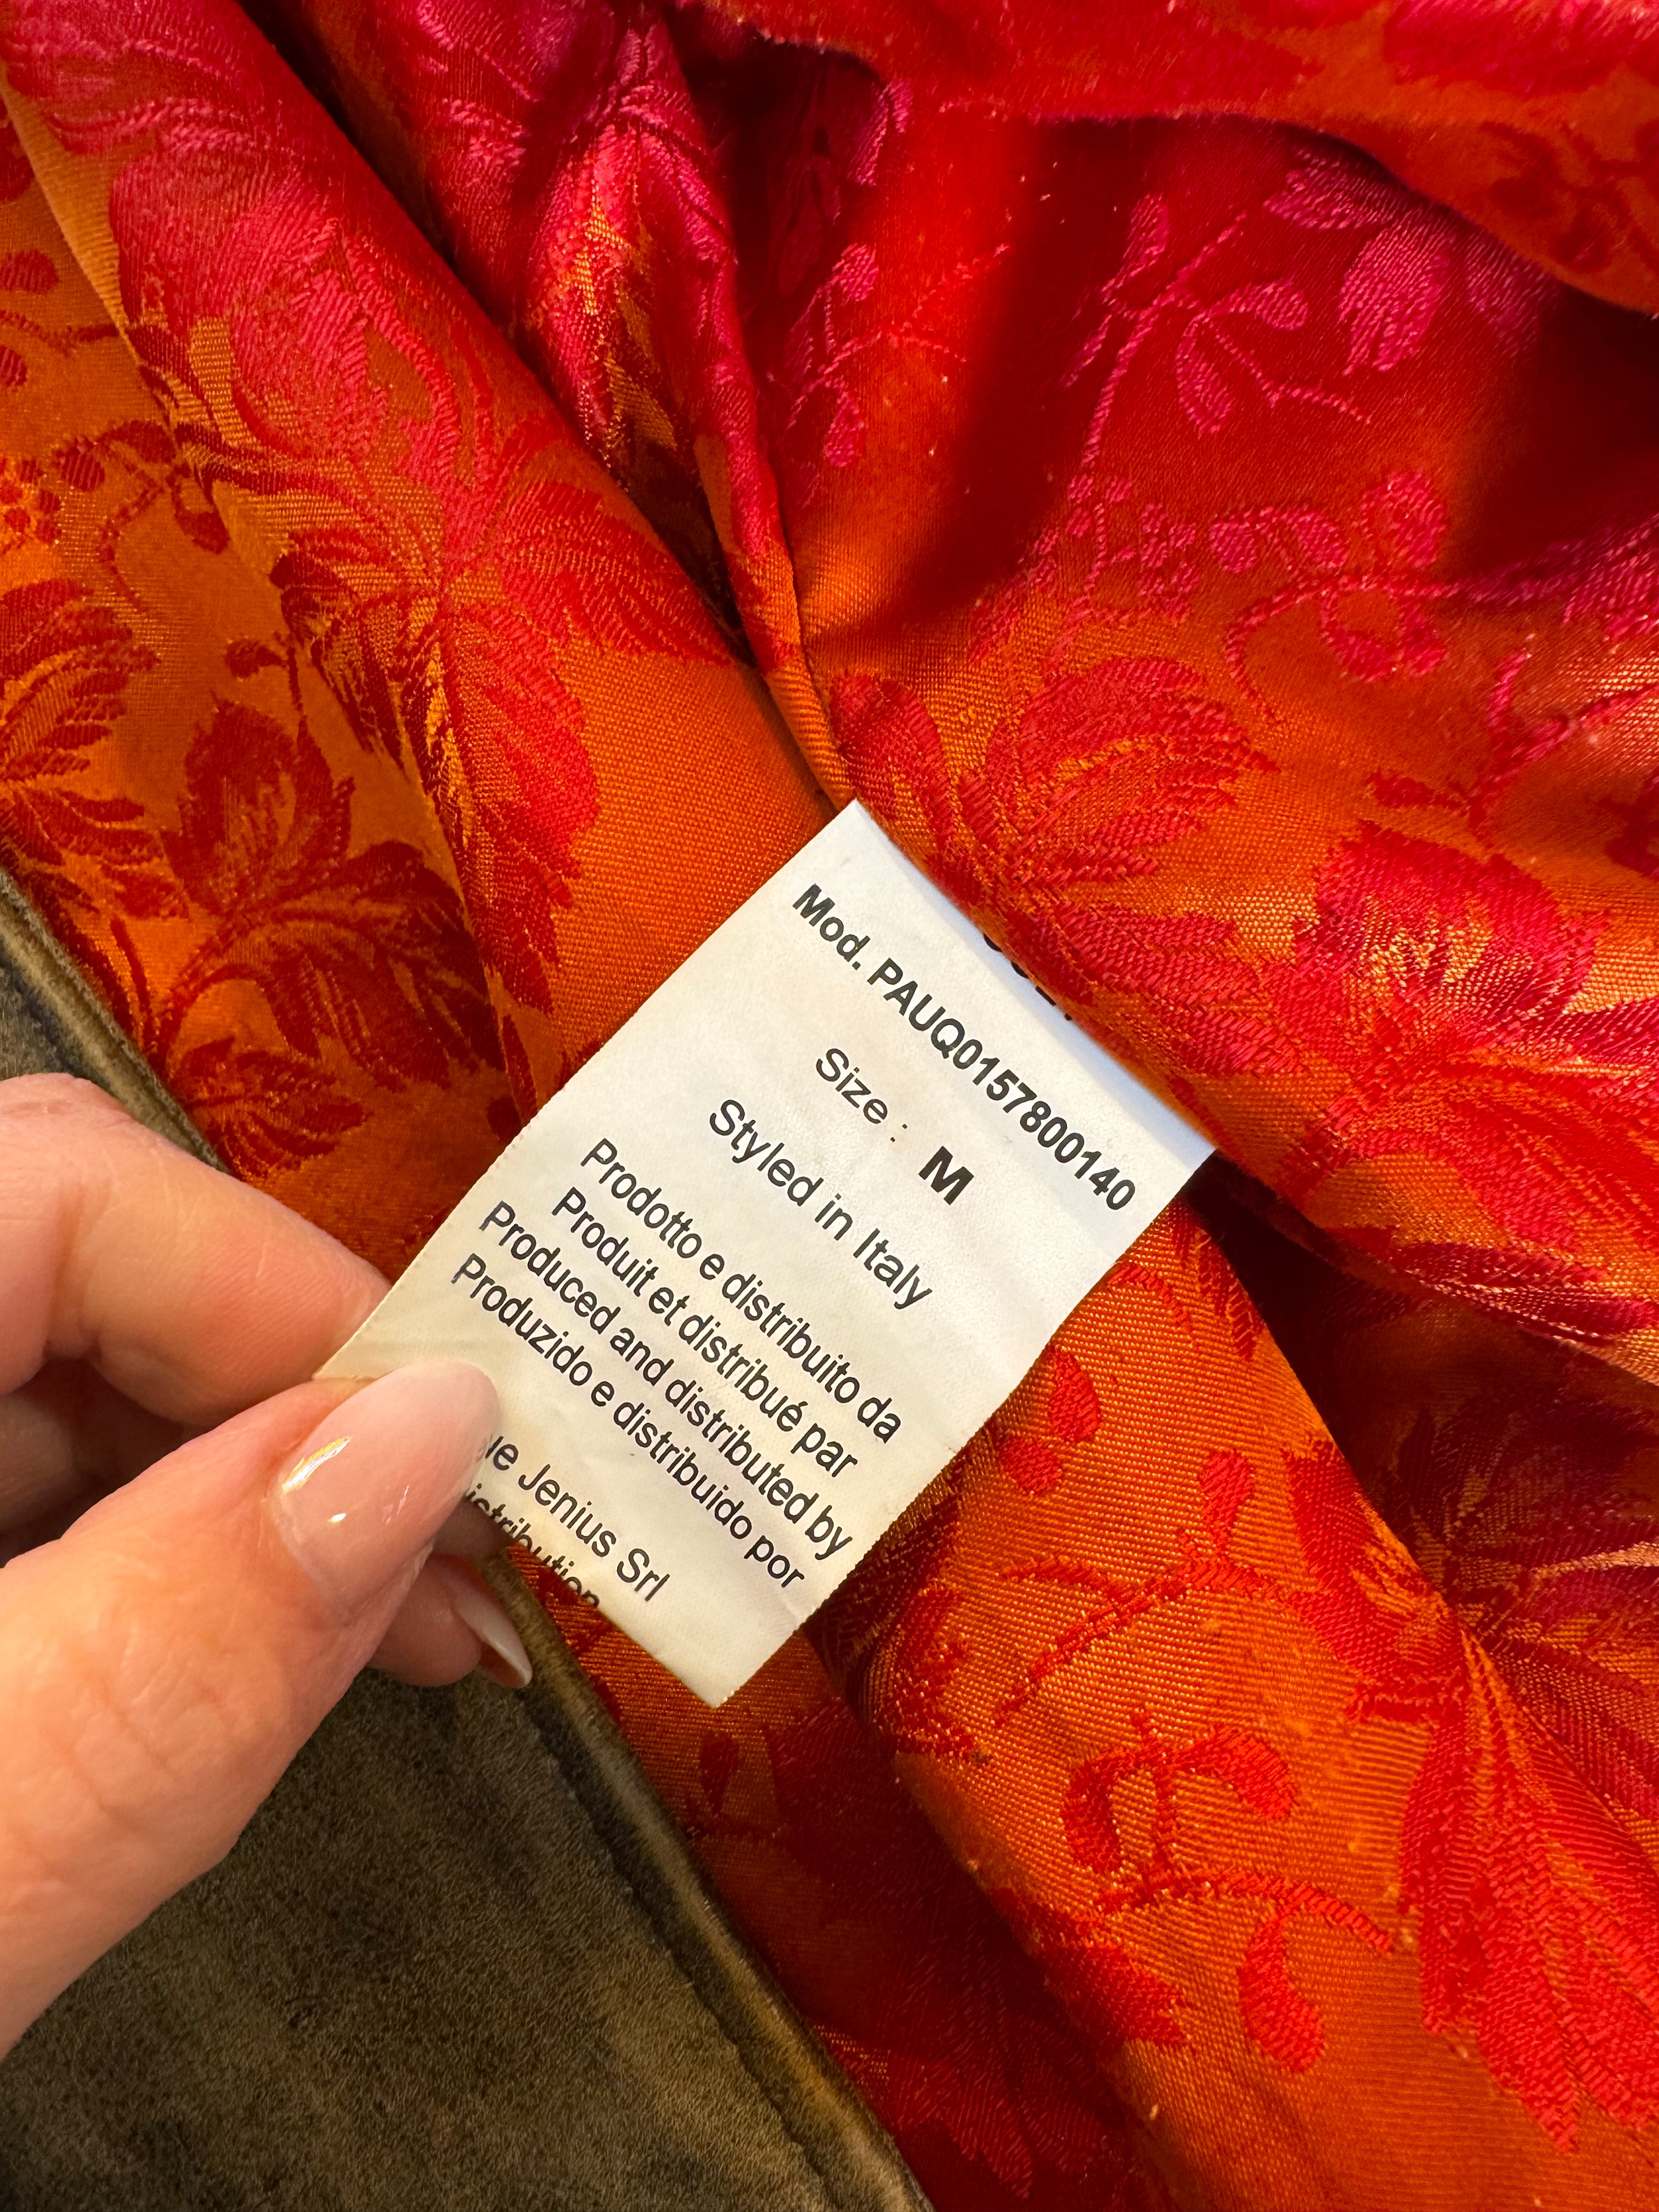 Mod. PAUQ0157800140
Size : M
Styled in Italy
Prodotto e distribuito da
Produit et distribué par
Produced and distributed by
Produzido e distribuido por
Jenius Srl